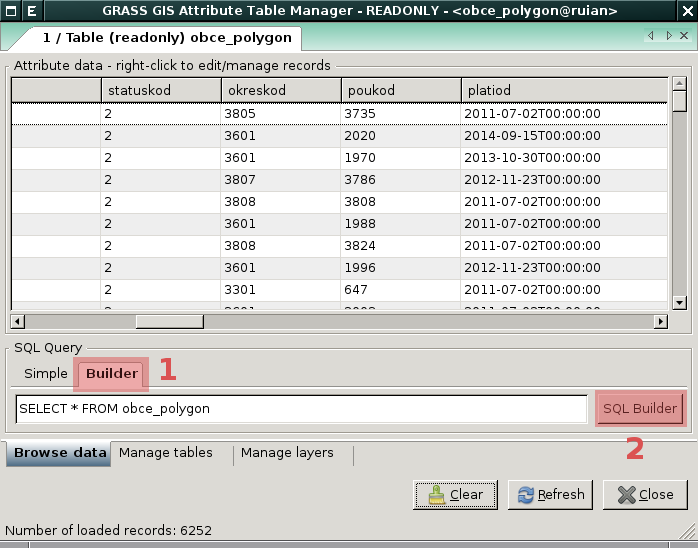 E GRASS GIS Attribute Table Manager - READONLY - <obce_polygon@ruian>
1 / Table (readonly) obce_polygon
Attribute data - right-click to edit/manage records
statuskod okreskod poukod platiod
2 3805 3735 2011-07-02T00:00:00
2 3601 2020 2014-09-15T00:00:00
2 3601 1970 2013-10-30T00:00:00
2 3807 3786 2012-11-23T00:00:00
2 3808 3808 2011-07-02T00:00:00
2 3601 1988 2011-07-02T00:00:00
2 3808 3824 2011-07-02T00:00:00
2 3601 1996 2012-11-23T00:00:00
2 3301 647 2011-07-02T00:00:00
SQL Query
Simple Builder 1
SELECT * FROM obce_polygon SQL Builder
2
Browse data Manage tables Manage layers
Clear Refresh Close
Number of loaded records: 6252